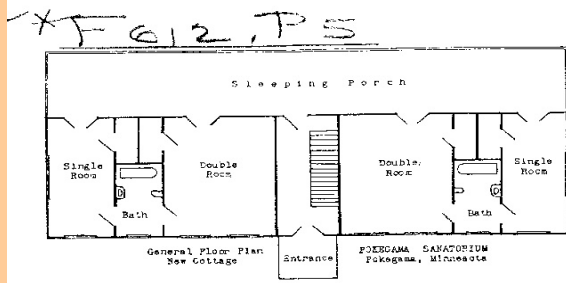 *F612.P5
Sleeping Porch
Single Room
Double Room
Bath
Double Room
Single Room
Bath
General Floor Plan
New Cottage
Entrance
POKEGAMA SANATORIUM
Pokegama, Minnesota